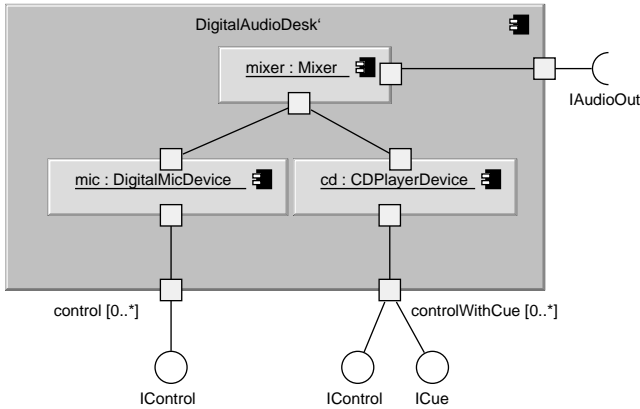 DigitalAudioDesk‘
mixer : Mixer
IAudioOut
mic : DigitalMicDevice
cd : CDPlayerDevice
control [0..*]
controlWithCue [0..*]
IControl
IControl
ICue